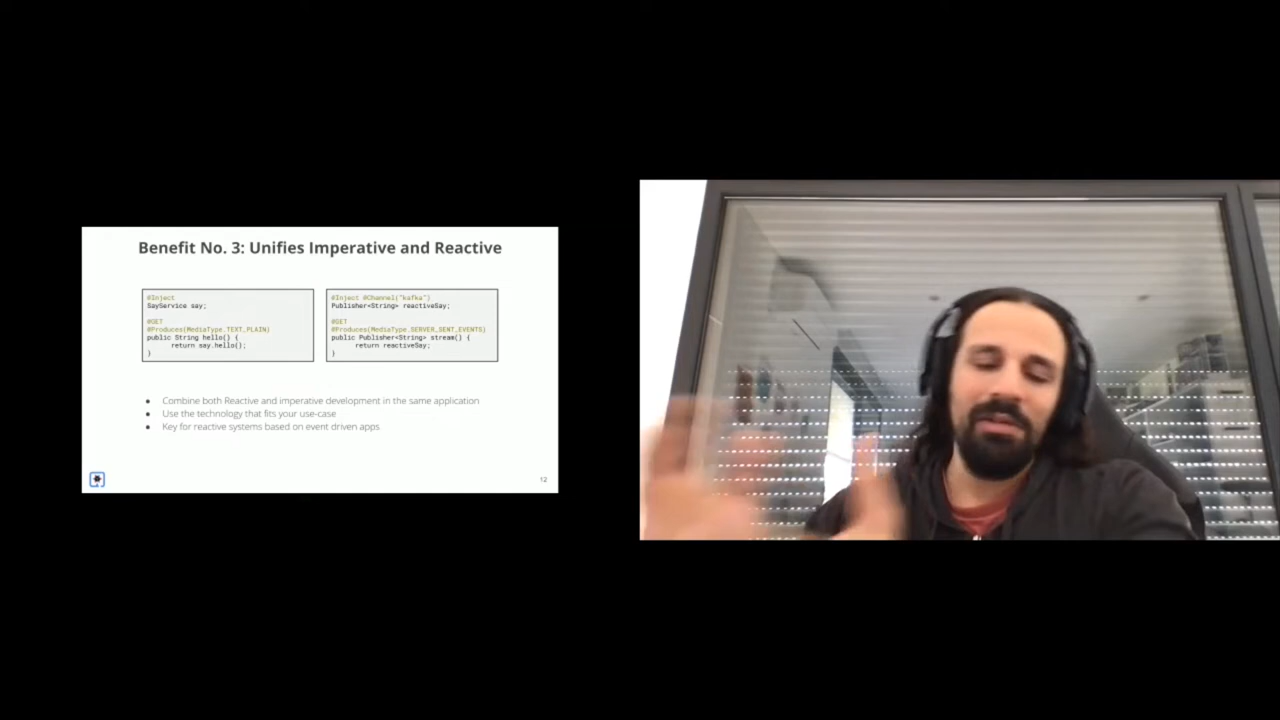 Benefit No. 3: Unifies Imperative and Reactive
@Inject
SayService say;
@GET
@Produces(MediaType.TEXT_PLAIN)
public String hello() {
return say.hello();
}
@Inject @Channel("kafka")
Publisher<String> reactiveSay;
@GET
@Produces(MediaType.SERVER_SENT_EVENTS)
public Publisher<String> stream() {
return reactiveSay;
}
Combine both Reactive and imperative development in the same application
Use the technology that fits your use-case
Key for reactive systems based on event driven apps
12